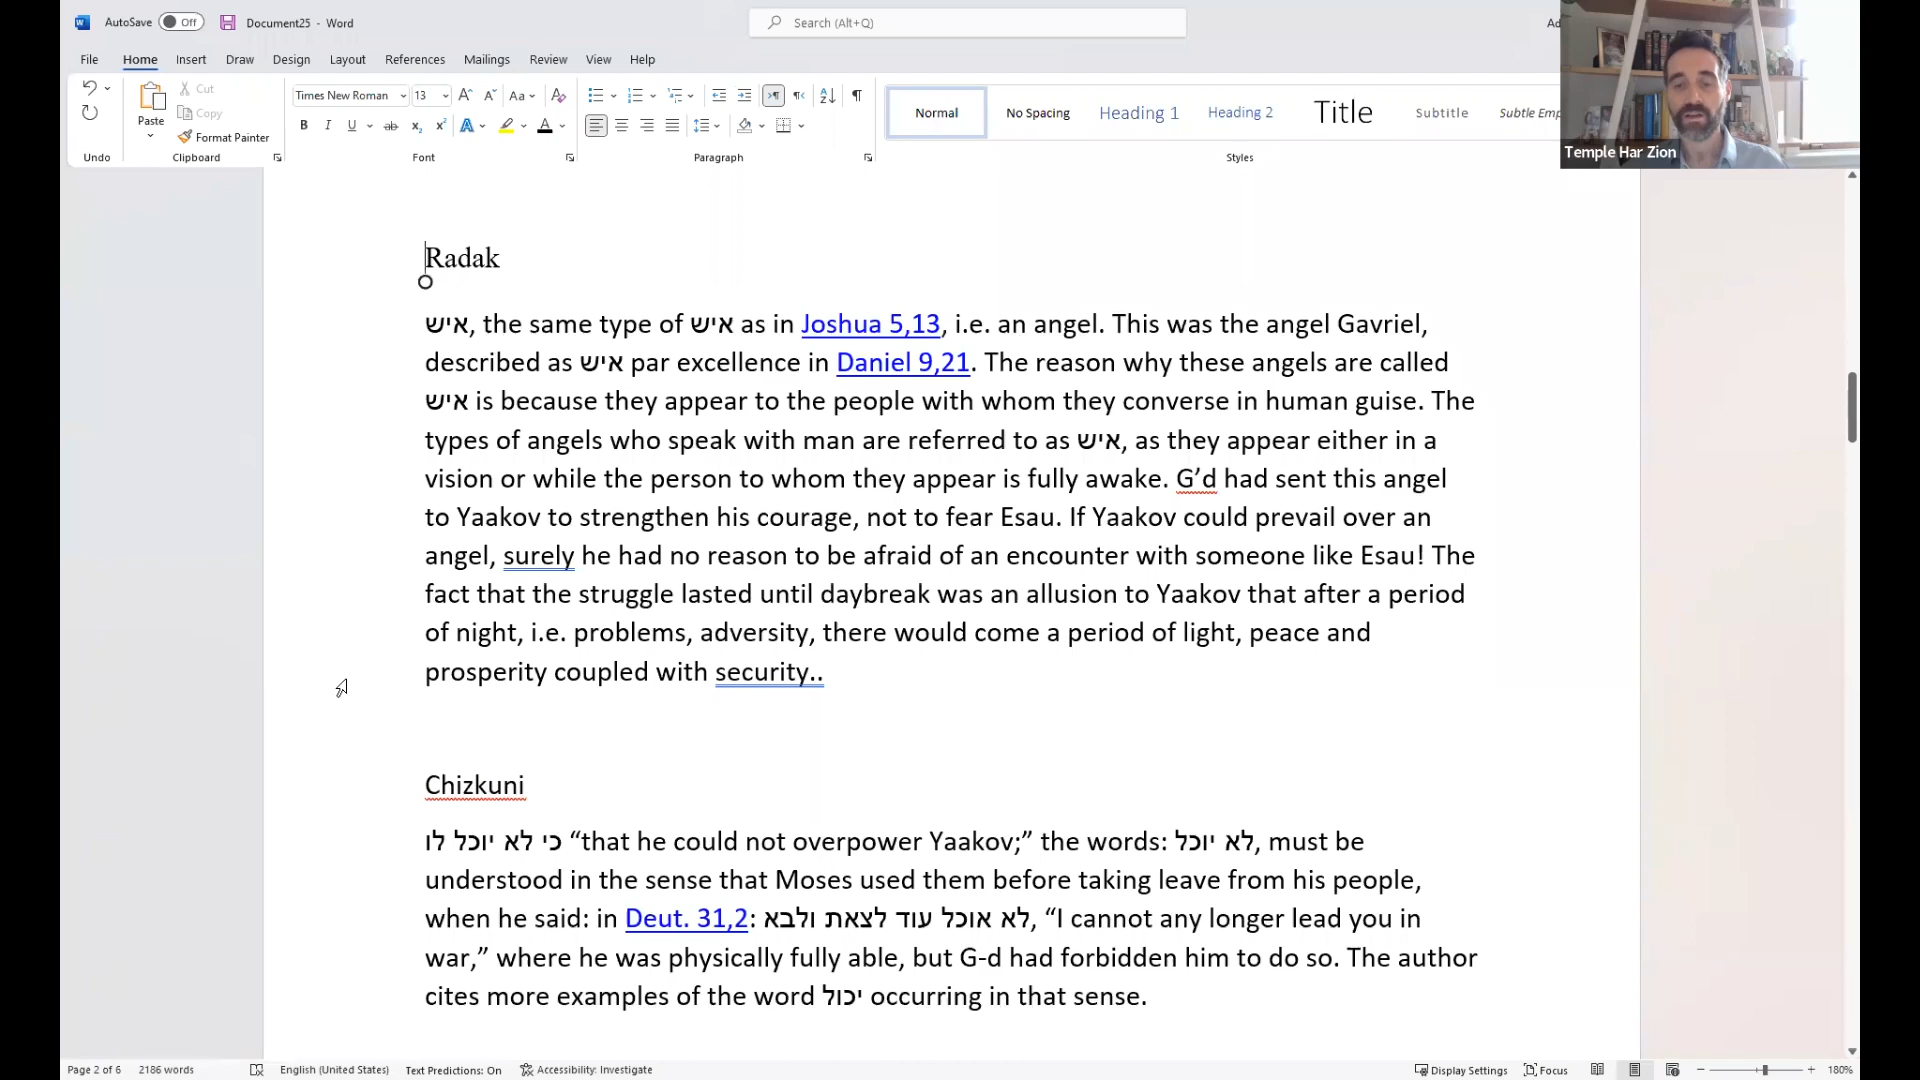 AutoSave Off Document25 - Word Search (Alt+Q) Ad
File Home Insert Draw Design Layout References Mailings Review View Help
Paste Cut Copy Format Painter
Times New Roman 13
Normal No Spacing Heading 1 Heading 2 Title Subtitle Subtle Emp
Undo Clipboard Font Paragraph Styles
Temple Har Zion
Radak
איש, the same type of איש as in Joshua 5,13, i.e. an angel. This was the angel Gavriel,
described as איש par excellence in Daniel 9,21. The reason why these angels are called
איש is because they appear to the people with whom they converse in human guise. The
types of angels who speak with man are referred to as איש, as they appear either in a
vision or while the person to whom they appear is fully awake. G’d had sent this angel
to Yaakov to strengthen his courage, not to fear Esau. If Yaakov could prevail over an
angel, surely he had no reason to be afraid of an encounter with someone like Esau! The
fact that the struggle lasted until daybreak was an allusion to Yaakov that after a period
of night, i.e. problems, adversity, there would come a period of light, peace and
prosperity coupled with security..
Chizkuni
כי לא יוכל לו “that he could not overpower Yaakov;” the words: לא יוכל, must be
understood in the sense that Moses used them before taking leave from his people,
when he said: in Deut. 31,2: לא אוכל עוד לצאת ולבא, “I cannot any longer lead you in
war,” where he was physically fully able, but G-d had forbidden him to do so. The author
cites more examples of the word יכול occurring in that sense.
Page 2 of 6 2186 words English (United States) Text Predictions: On Accessibility: Investigate Display Settings Focus 180%